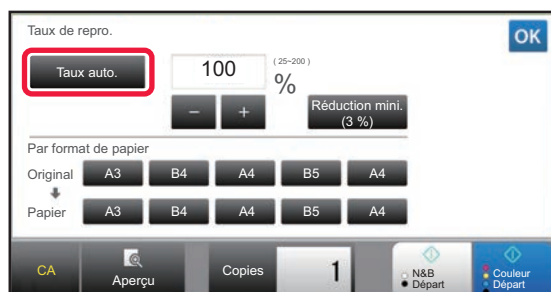 Taux de repro.
OK
Taux auto.
100
(25~200)
%
Réduction mini.
(3 %)
Par format de papier
Original A3 B4 A4 B5 A4
Papier A3 B4 A4 B5 A4
CA
Aperçu
Copies
1
N&B
Départ
Couleur
Départ